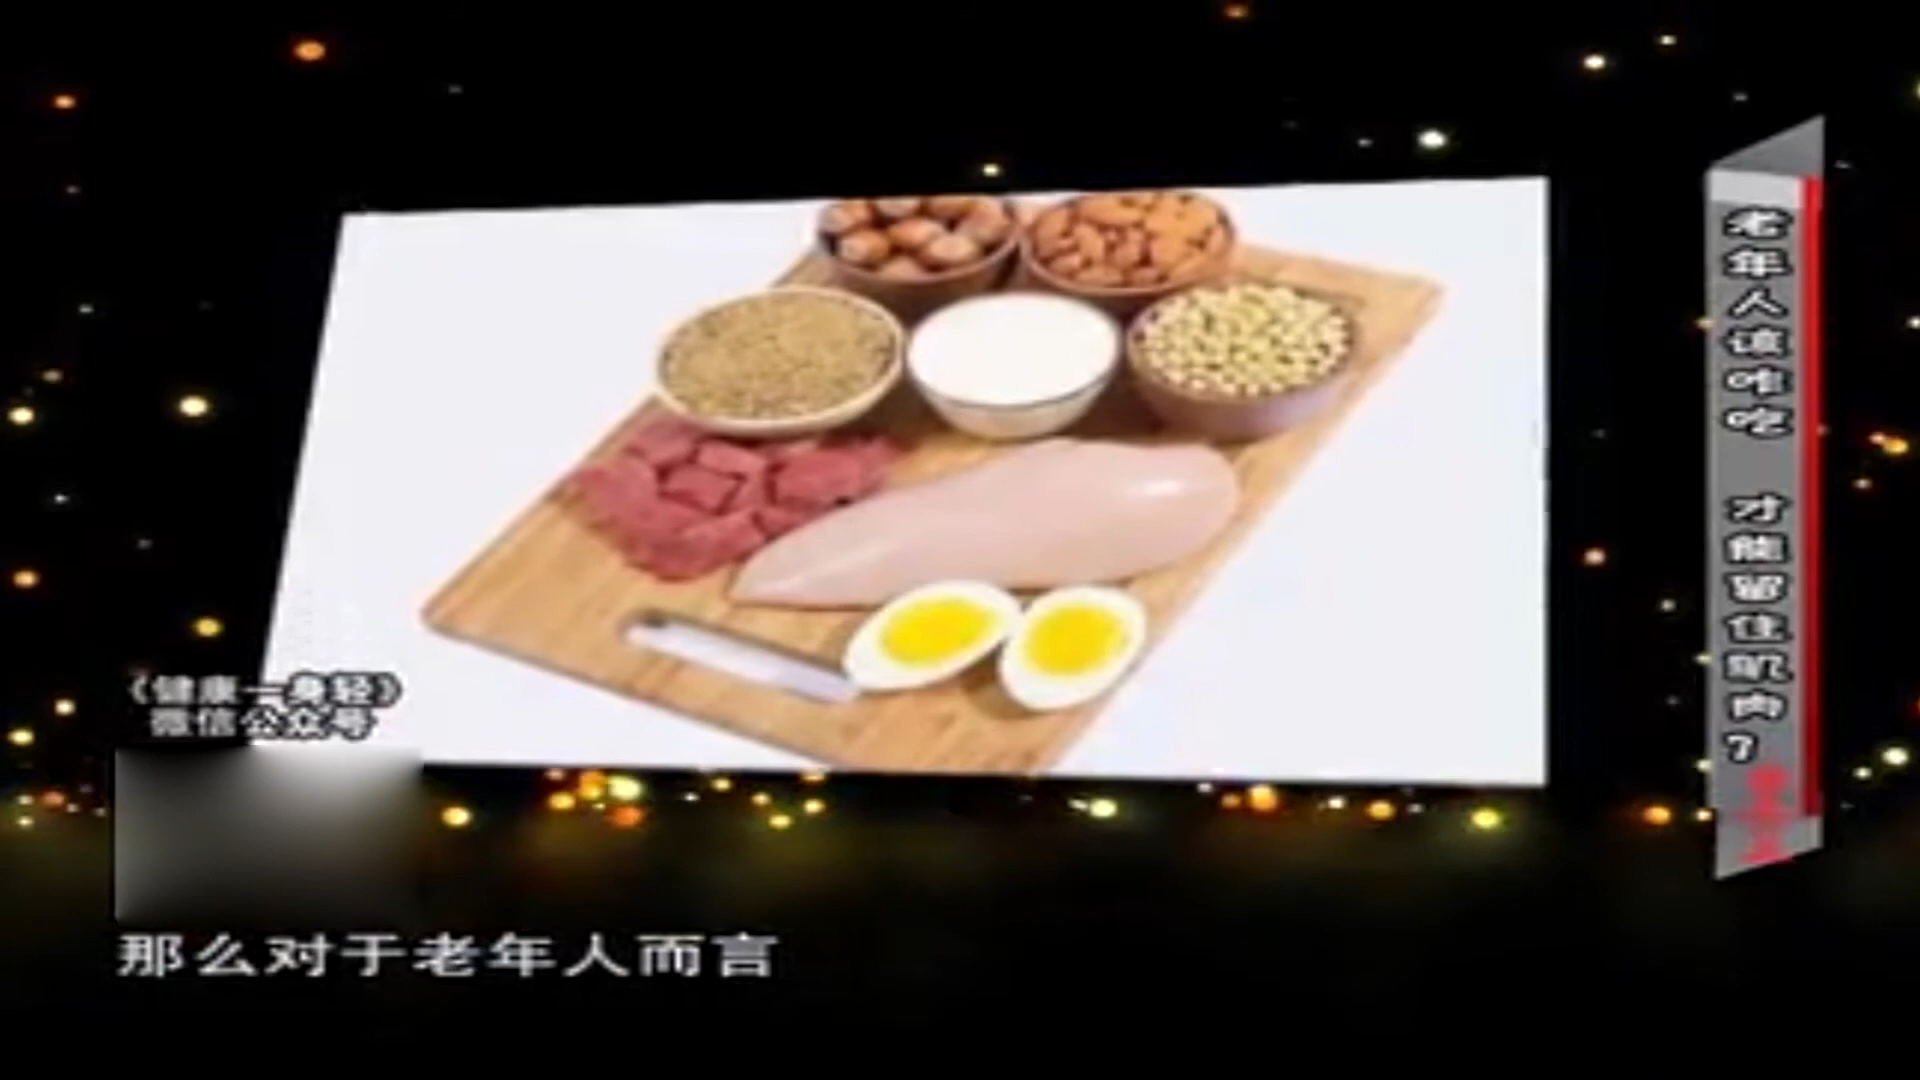 老年人该咋吃 才能留住肌肉?
《健康一身轻》
微信公众号
那么对于老年人而言